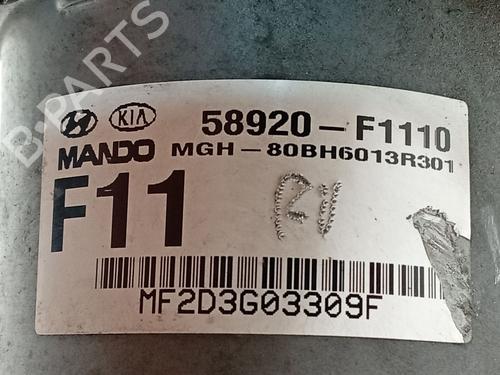 KIA 58920-F1110
MANDO MGH-80BH6013R301
F11
MF2D3G03309F
B-PARTS